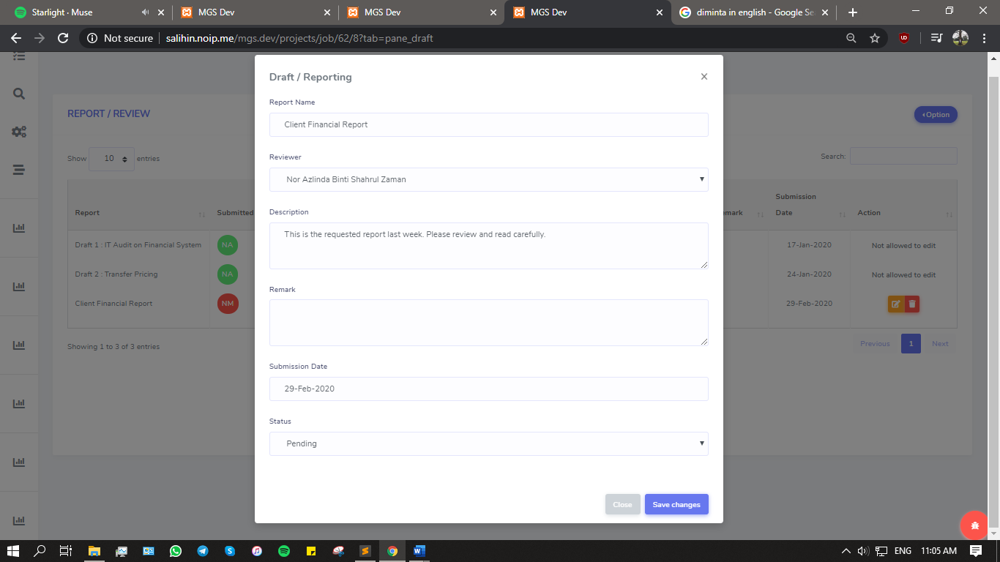 Starlight · Muse
MGS Dev
MGS Dev
MGS Dev
diminta in english - Google Se
Not secure
salihin.noip.me/mgs.dev/projects/job/62/8?tab=pane_draft
Draft / Reporting
Report Name
Client Financial Report
Reviewer
Nor Azlinda Binti Shahrul Zaman
Description
This is the requested report last week. Please review and read carefully.
Remark
Submission Date
29-Feb-2020
Status
Pending
Close Save changes
REPORT / REVIEW
Option
Show 10 entries
Search:
Report Submitted emark Submission Date Action
Draft 1 : IT Audit on Financial System NA 17-Jan-2020 Not allowed to edit
Draft 2 : Transfer Pricing NA 24-Jan-2020 Not allowed to edit
Client Financial Report NM 29-Feb-2020
Showing 1 to 3 of 3 entries
Previous 1 Next
ENG 11:05 AM